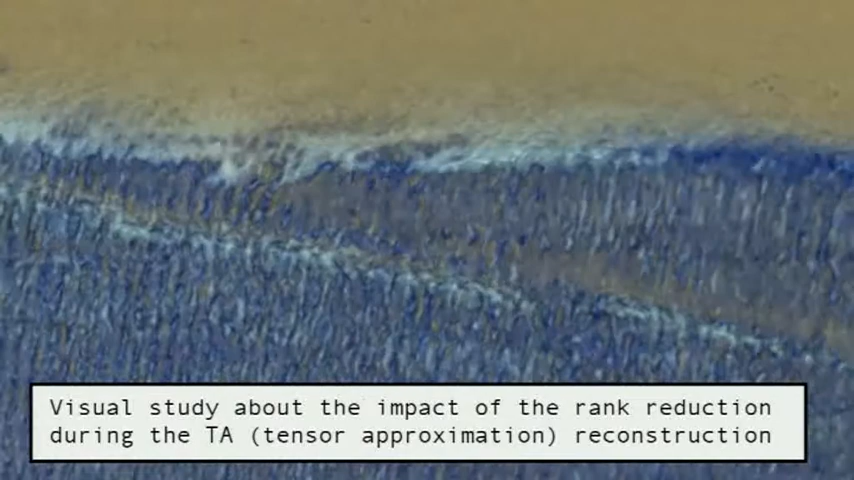 Visual study about the impact of the rank reduction
during the TA (tensor approximation) reconstruction